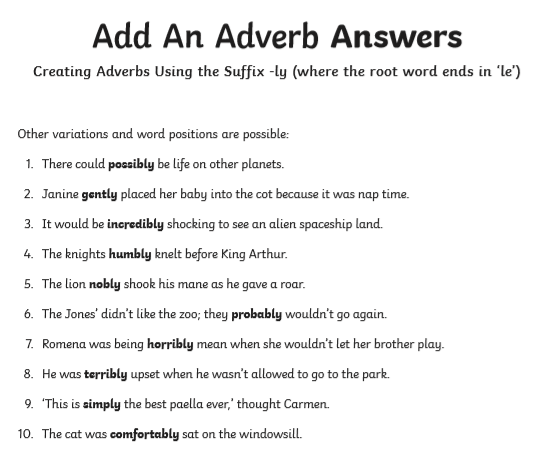 Add An Adverb Answers
Creating Adverbs Using the Suffix -ly (where the root word ends in ‘le’)
Other variations and word positions are possible:
1. There could possibly be life on other planets.
2. Janine gently placed her baby into the cot because it was nap time.
3. It would be incredibly shocking to see an alien spaceship land.
4. The knights humbly knelt before King Arthur.
5. The lion nobly shook his mane as he gave a roar.
6. The Jones’ didn’t like the zoo; they probably wouldn’t go again.
7. Romena was being horribly mean when she wouldn’t let her brother play.
8. He was terribly upset when he wasn’t allowed to go to the park.
9. ‘This is simply the best paella ever,’ thought Carmen.
10. The cat was comfortably sat on the windowsill.